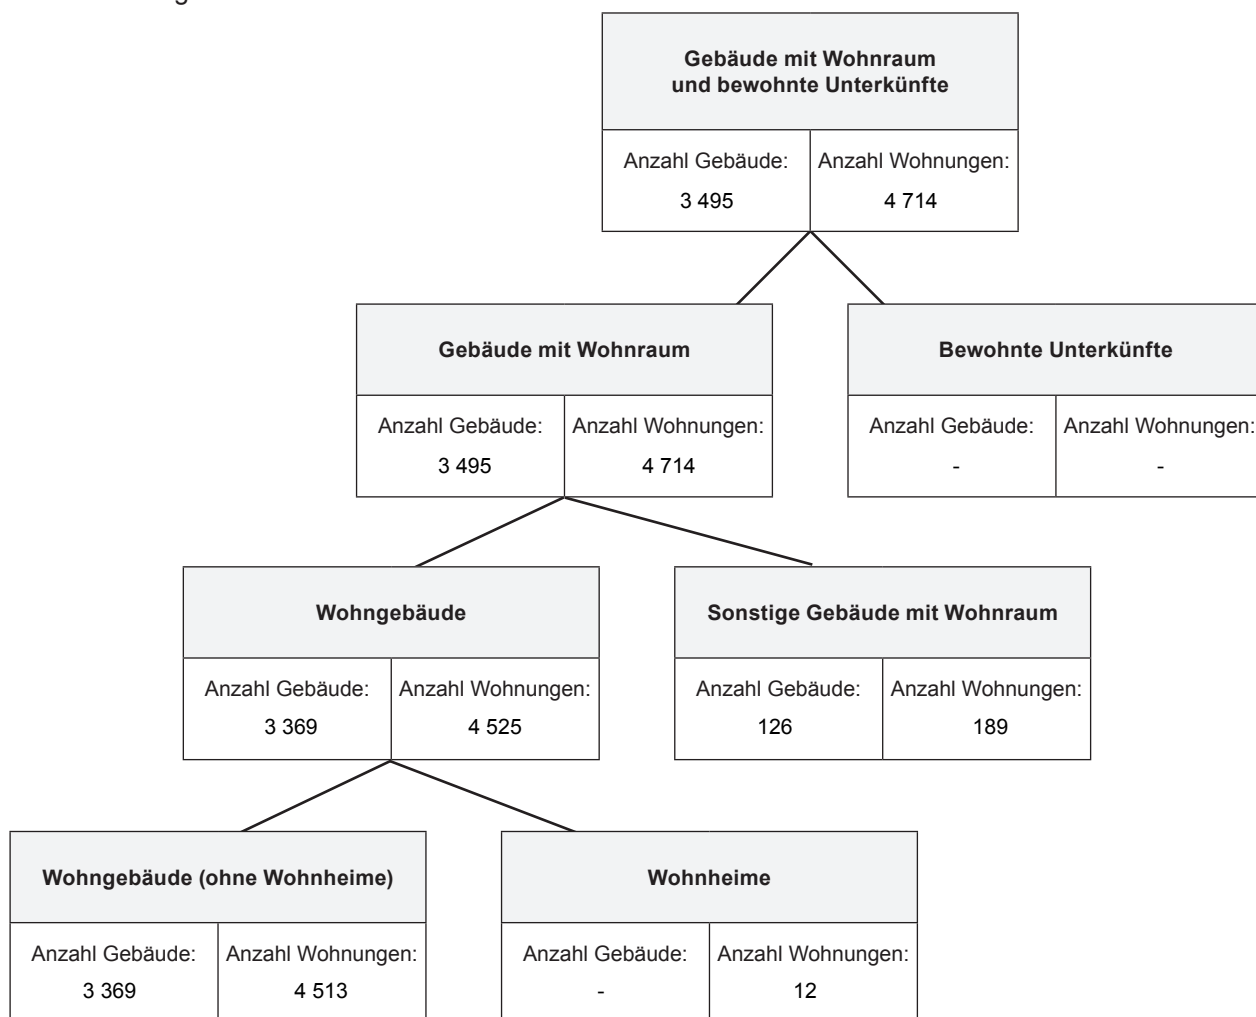 Gebäude mit Wohnraum
und bewohnte Unterkünfte
Anzahl Gebäude: Anzahl Wohnungen:
3 495 4 714
Gebäude mit Wohnraum Bewohnte Unterkünfte
Anzahl Gebäude: Anzahl Wohnungen: Anzahl Gebäude: Anzahl Wohnungen:
3 495 4 714 - -
Wohngebäude Sonstige Gebäude mit Wohnraum
Anzahl Gebäude: Anzahl Wohnungen: Anzahl Gebäude: Anzahl Wohnungen:
3 369 4 525 126 189
Wohngebäude (ohne Wohnheime) Wohnheime
Anzahl Gebäude: Anzahl Wohnungen: Anzahl Gebäude: Anzahl Wohnungen:
3 369 4 513 - 12